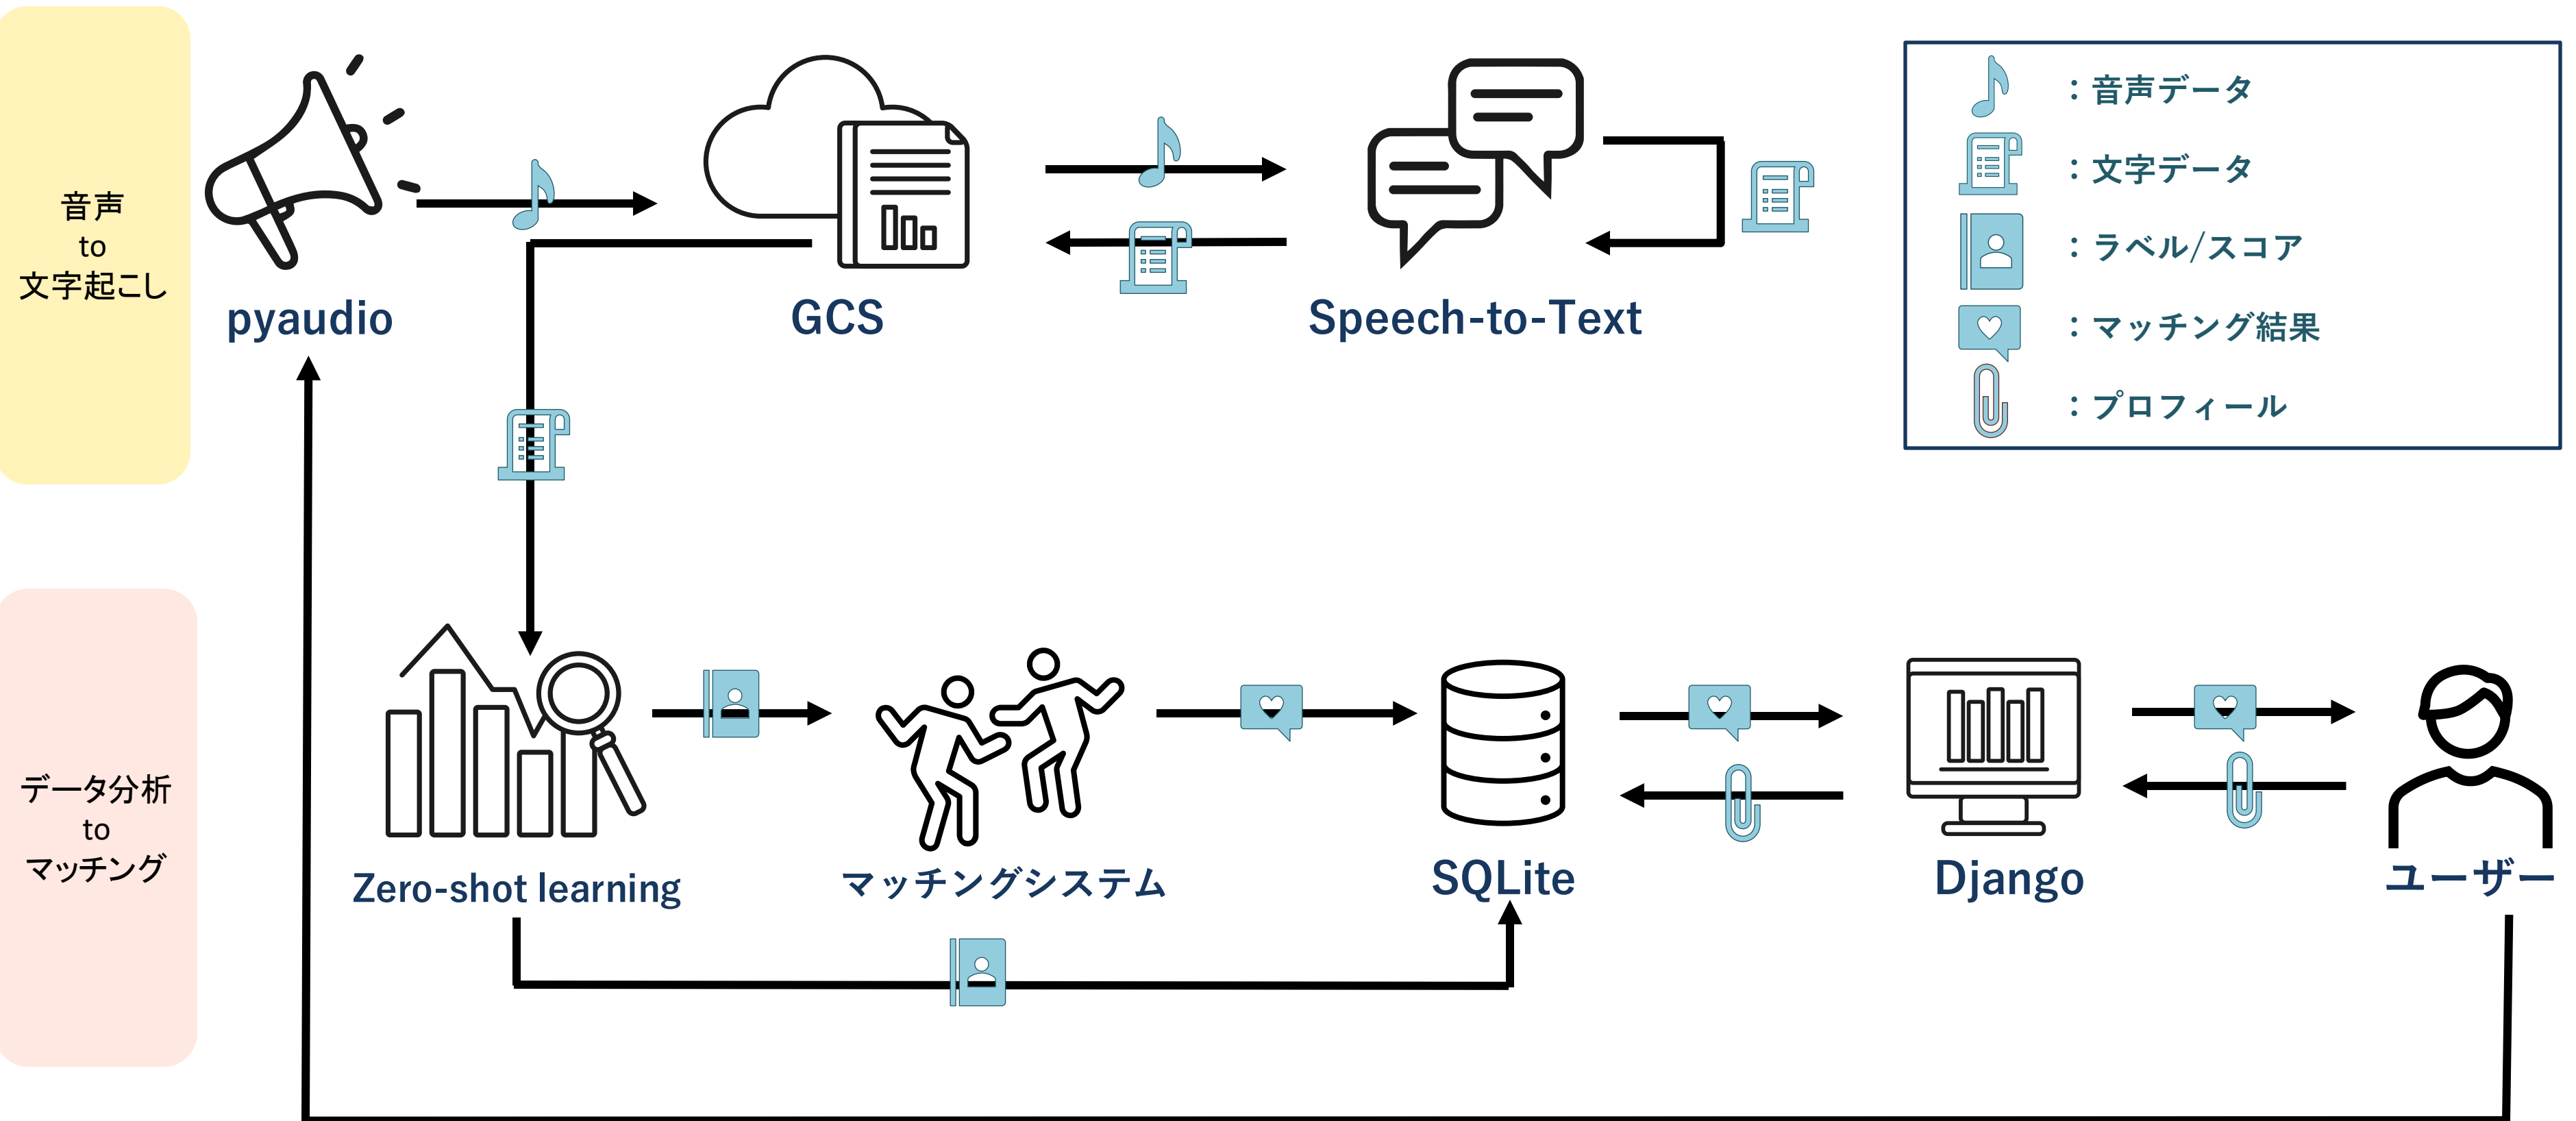 音声
to
文字起こし
pyaudio
GCS
Speech-to-Text
：音声データ
：文字データ
：ラベル/スコア
：マッチング結果
：プロフィール
データ分析
to
マッチング
Zero-shot learning
マッチングシステム
SQLite
Django
ユーザー